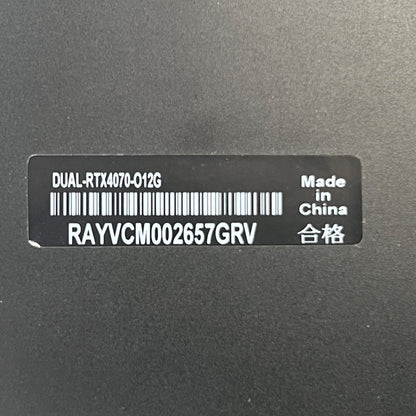 DUAL-RTX4070-O12G
RAYVCM002657GRV
Made
in
China
合格